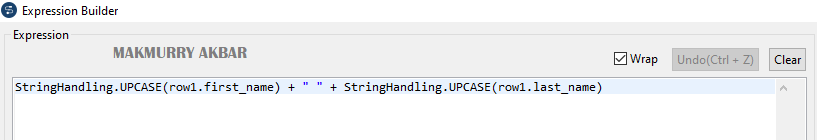 Expression Builder
Expression
MAKMURRY AKBAR
Wrap Undo(Ctrl + Z) Clear
StringHandling.UPCASE(row1.first_name) + " " + StringHandling.UPCASE(row1.last_name)